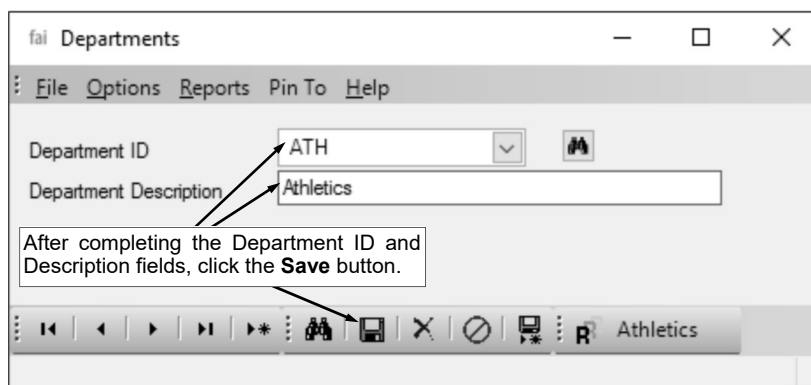 fai Departments
File Options Reports Pin To Help
Department ID ATH
Department Description Athletics
After completing the Department ID and
Description fields, click the Save button.
R Athletics